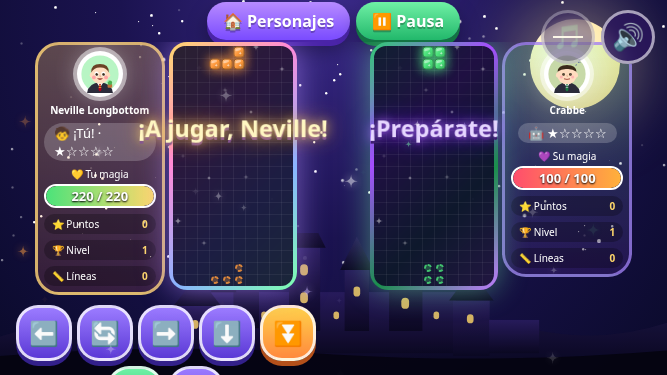 Personajes
Pausa
Neville Longbottom
¡Tú!
★☆☆☆☆
Tu magia
220 / 220
Puntos 0
Nivel 1
Líneas 0
¡A jugar, Neville!
¡Prepárate!
Crabbe
★☆☆☆☆
Su magia
100 / 100
Puntos 0
Nivel 1
Líneas 0